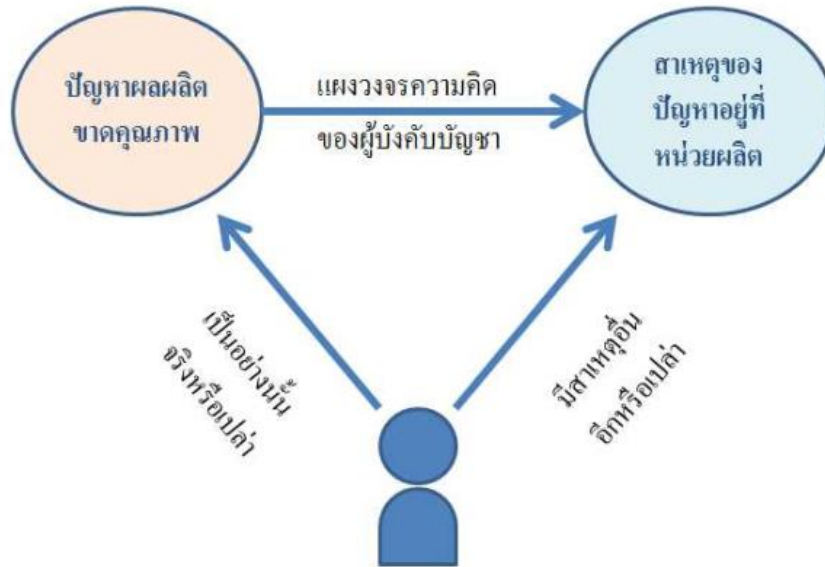 ปัญหาผลผลิต
ขาดคุณภาพ
แผงวงจรความคิด
ของผู้บังคับบัญชา
สาเหตุของ
ปัญหาอยู่ที่
หน่วยผลิต
เป็นอย่างนั้น
จริงหรือเปล่า
มีสาเหตุอื่น
อีกหรือเปล่า